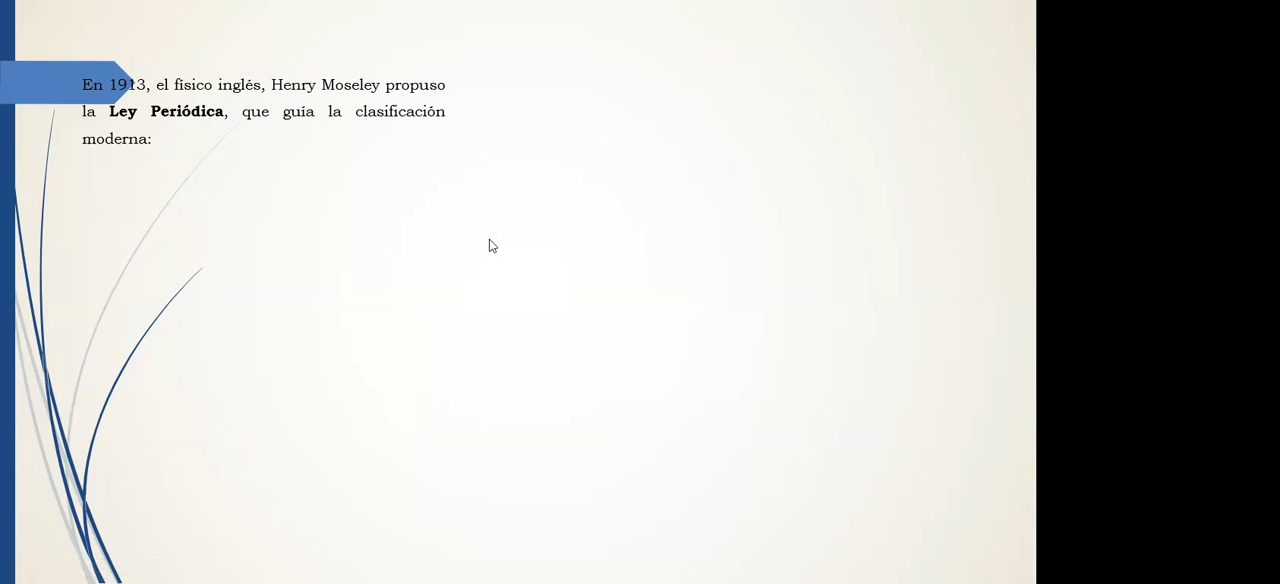 En 1913, el físico inglés, Henry Moseley propuso
la Ley Periódica, que guía la clasificación
moderna: